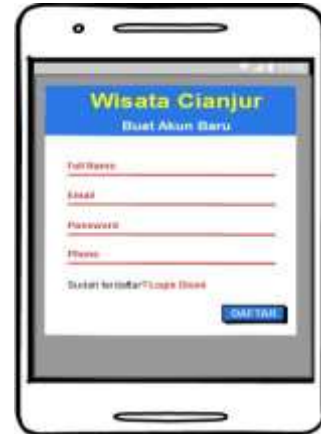 Wisata Cianjur
Buat Akun Baru
Full Name
Email
Password
Phone
Sudah terdaftar? Login Disini
DAFTAR